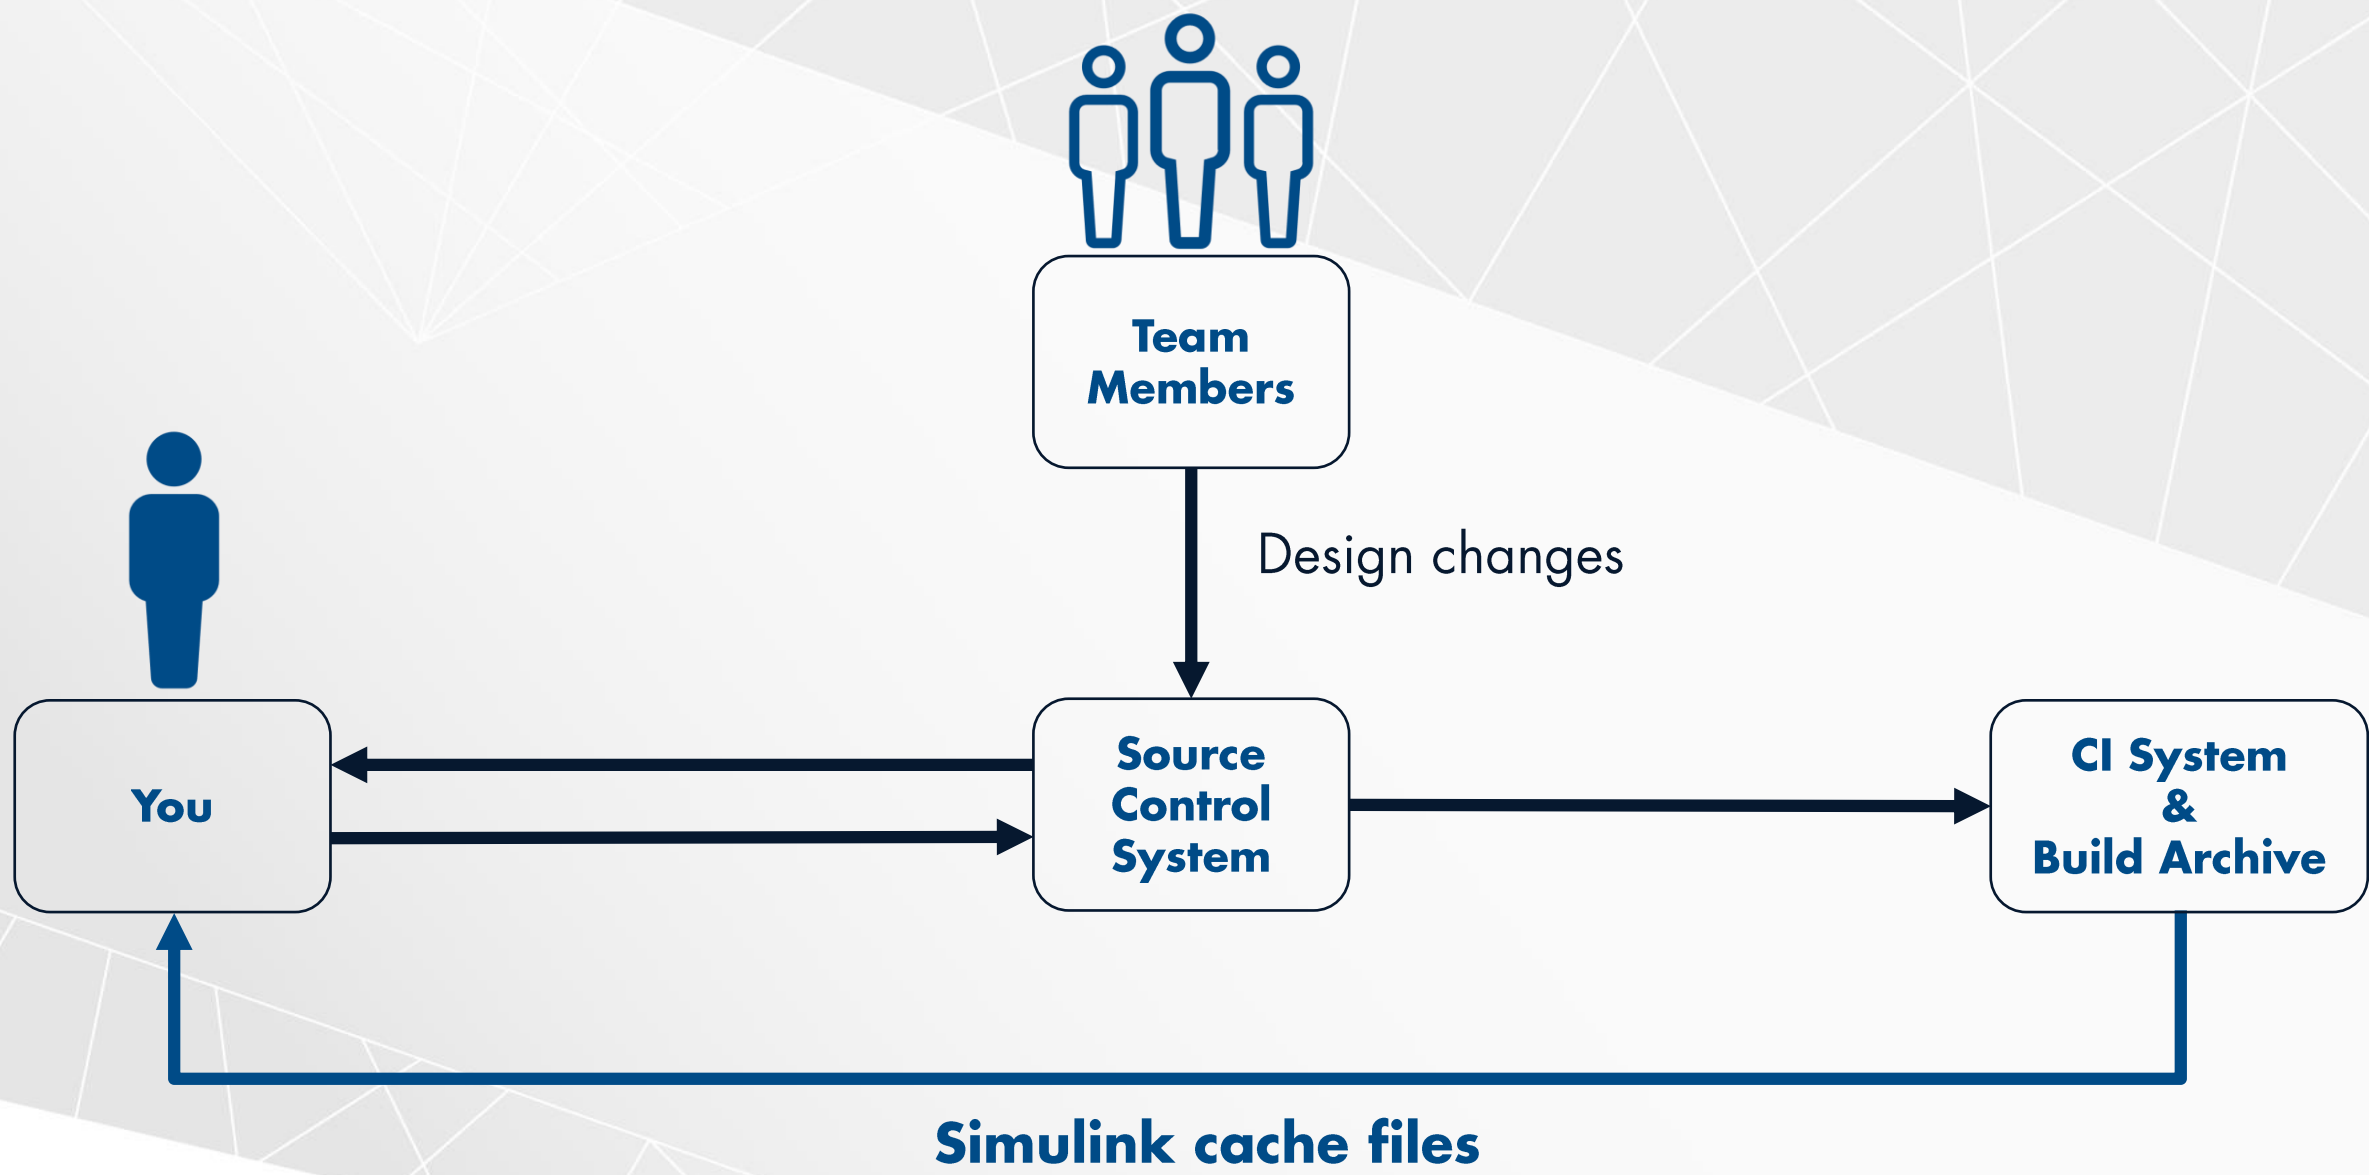 Team
Members
Design changes
You
Source
Control
System
CI System
&
Build Archive
Simulink cache files